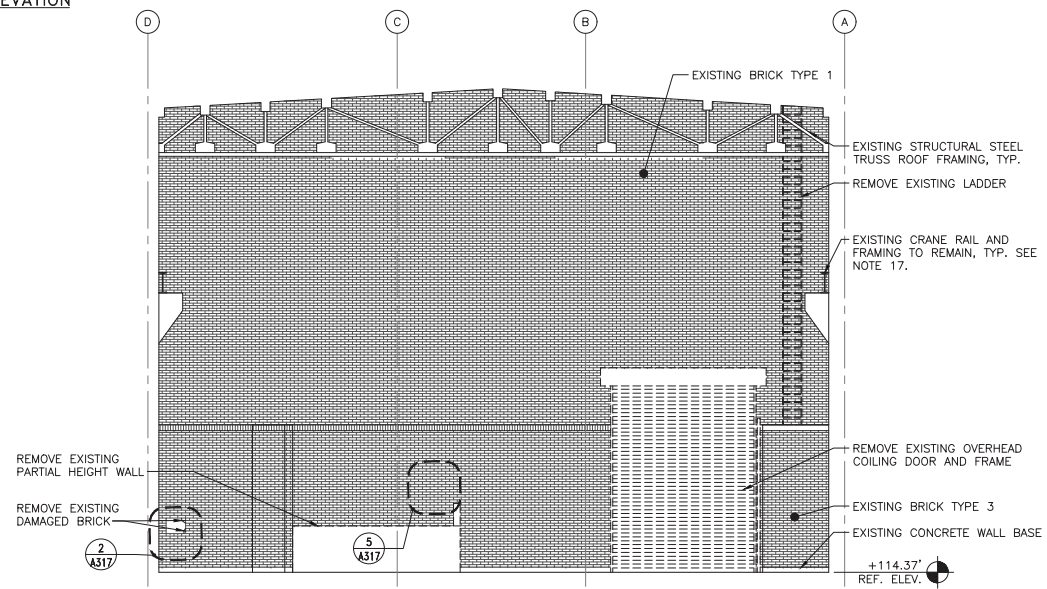 EVATION
D
C
B
A
EXISTING BRICK TYPE 1
EXISTING STRUCTURAL STEEL
TRUSS ROOF FRAMING, TYP.
REMOVE EXISTING LADDER
EXISTING CRANE RAIL AND
FRAMING TO REMAIN, TYP. SEE
NOTE 17.
REMOVE EXISTING
PARTIAL HEIGHT WALL
REMOVE EXISTING OVERHEAD
COILING DOOR AND FRAME
REMOVE EXISTING
DAMAGED BRICK
EXISTING BRICK TYPE 3
EXISTING CONCRETE WALL BASE
2
A317
5
A317
+114.37'
REF. ELEV.